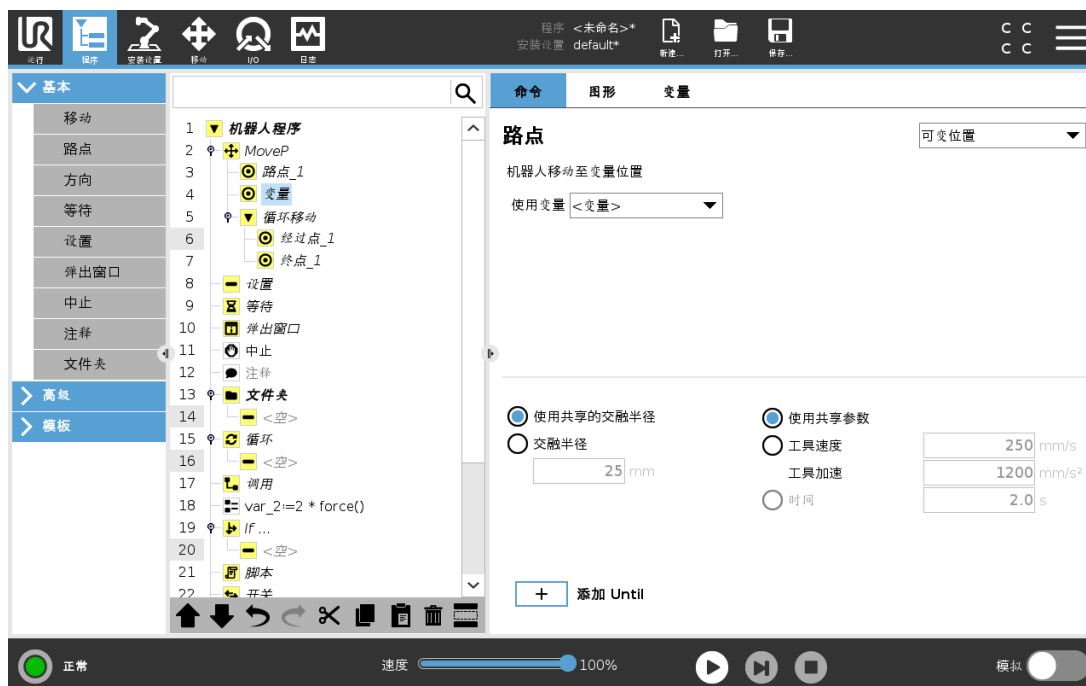 程序 <未命名>*
安装设置 default*
运行 程序 安装设置 移动 I/O 日志 新建... 打开... 保存...
C C
C C
基本
移动
路点
方向
等待
设置
弹出窗口
中止
注释
文件夹
高级
模板
1 机器人程序
2 MoveP
3 路点_1
4 变量
5 循环移动
6 经过点_1
7 终点_1
8 设置
9 等待
10 弹出窗口
11 中止
12 注释
13 文件夹
14 <空>
15 循环
16 <空>
17 调用
18 var_2:=2 * force()
19 If ...
20 <空>
21 脚本
22 开关
命令 图形 变量
路点 可变位置
机器人移动至变量位置
使用变量 <变量>
使用共享的交融半径
交融半径
25 mm
使用共享参数
工具速度 250 mm/s
工具加速 1200 mm/s²
时间 2.0 s
+ 添加 Until
正常 速度 100% 模拟